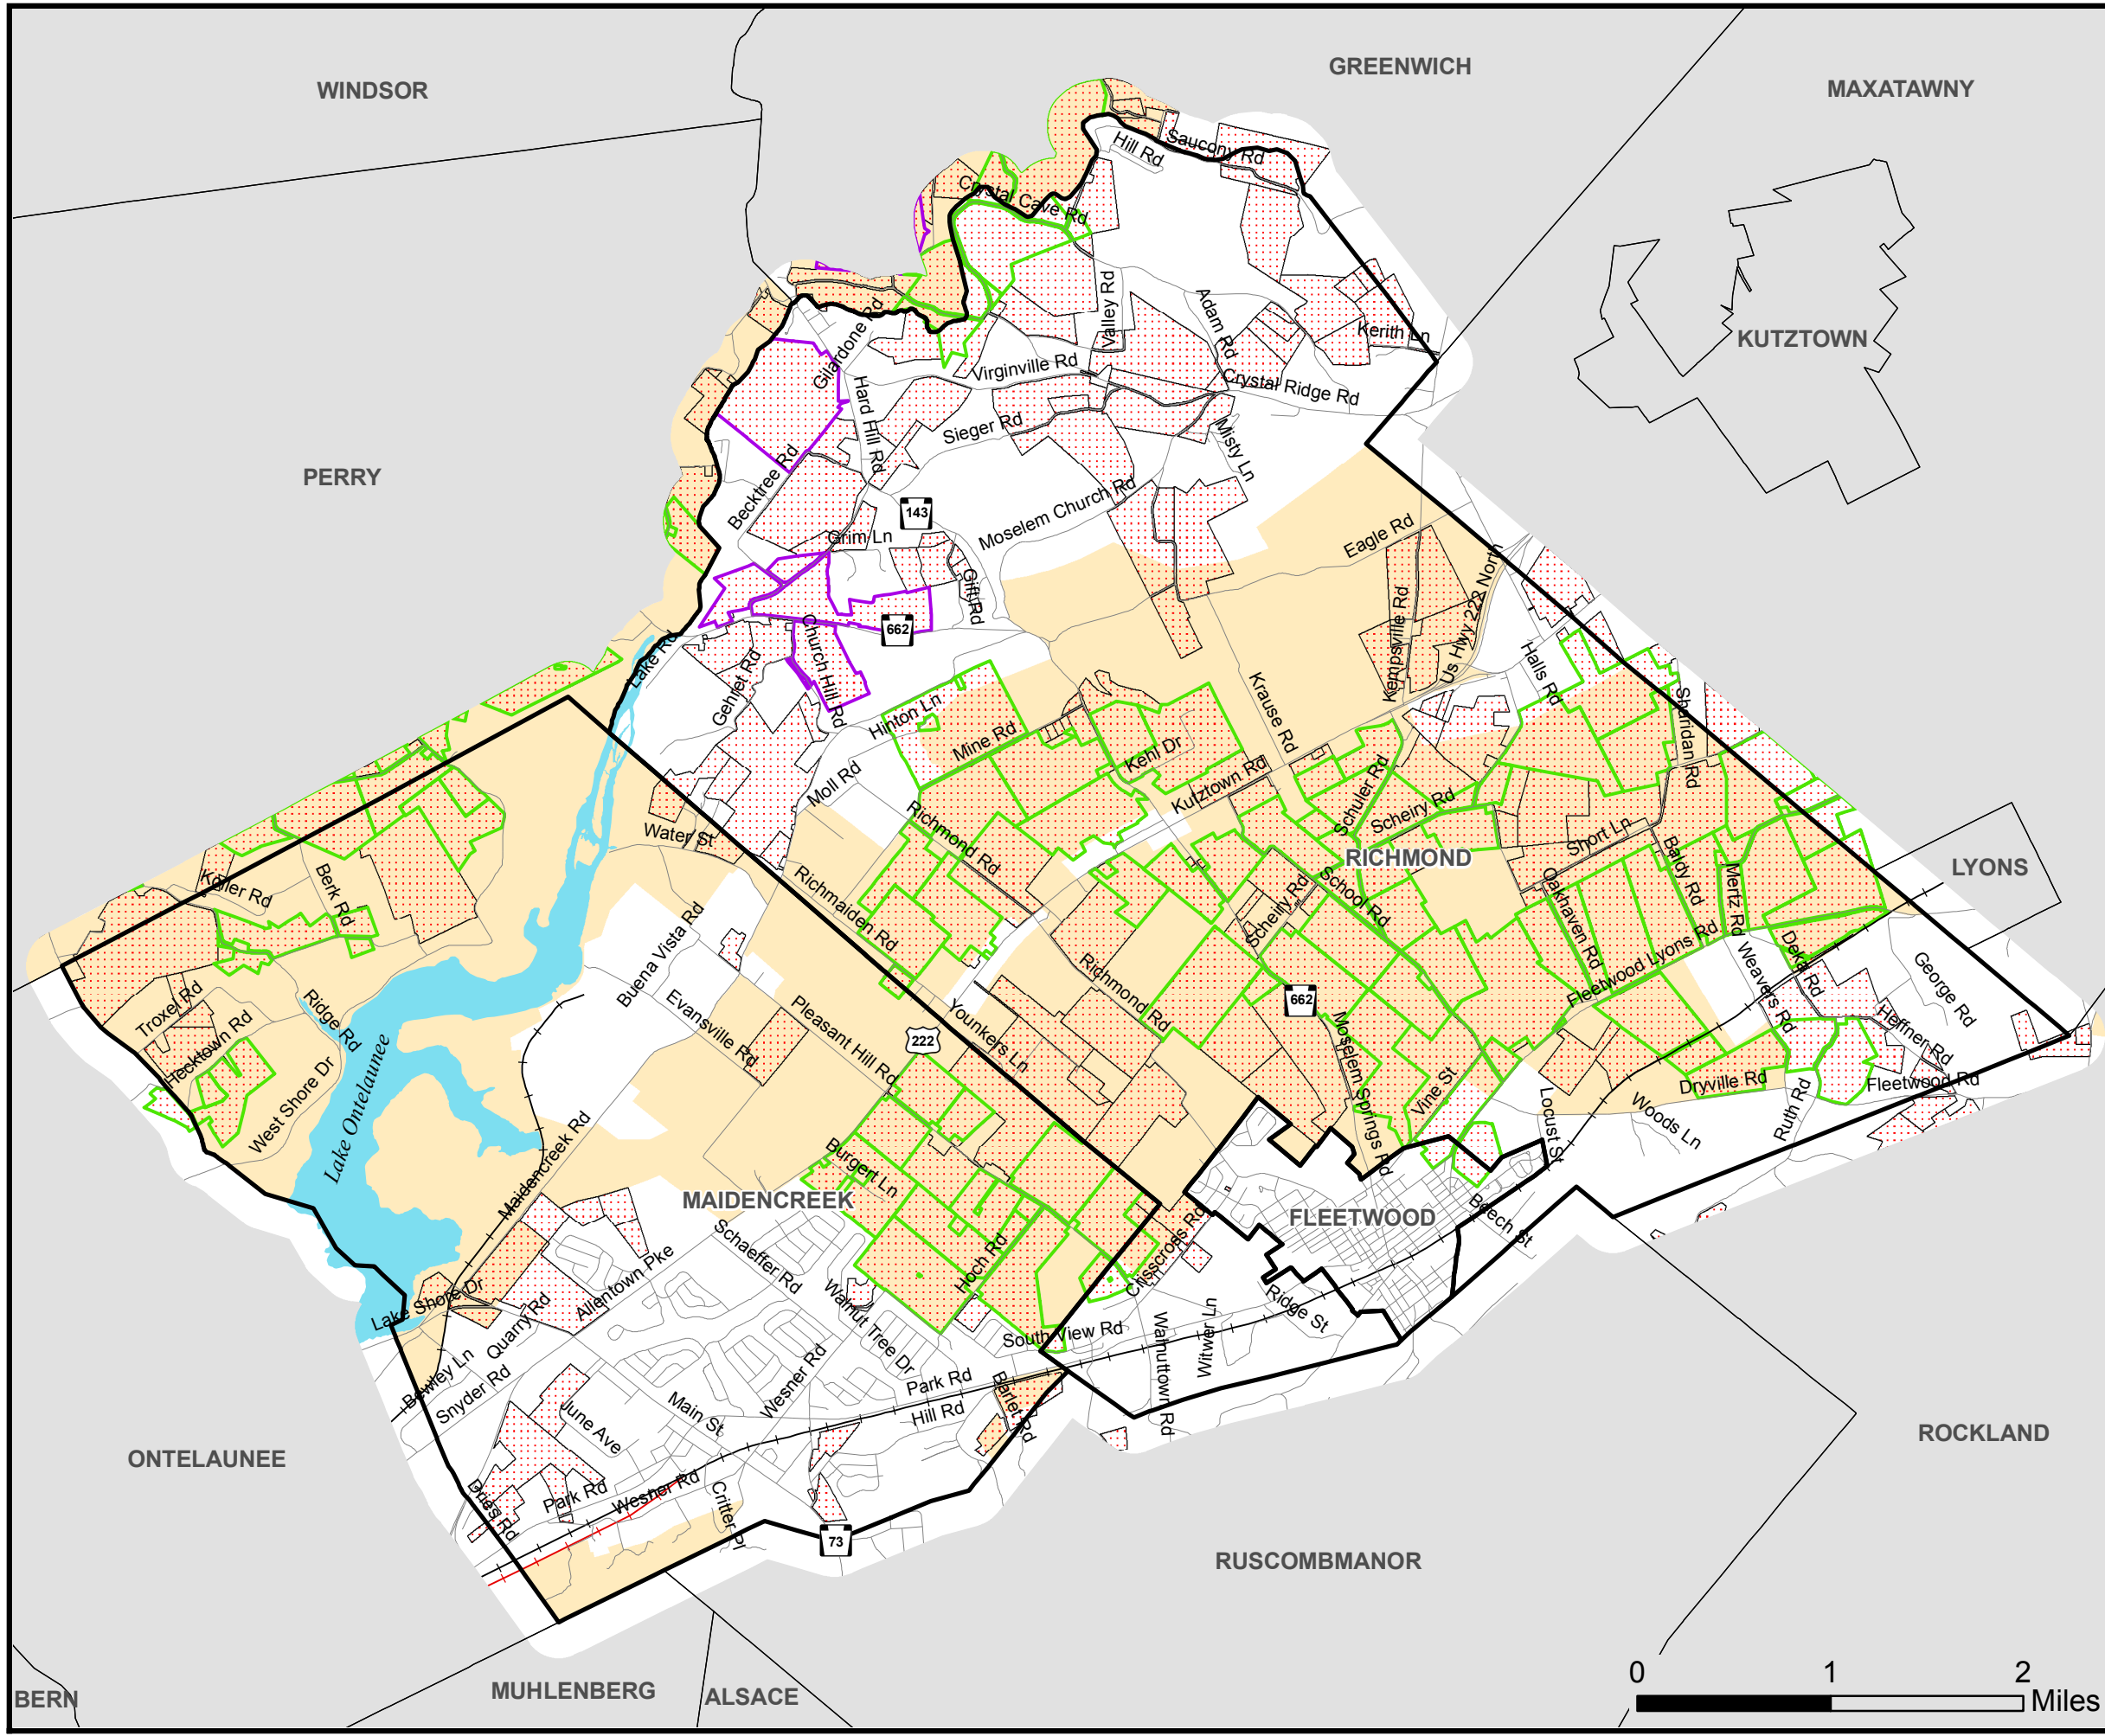 GREENWICH
WINDSOR
MAXATAWNY
Hill Rd
Saucony Rd
Crystal Cave Rd
Valley Rd
Adam Rd
Gilardone Rd
Kerith Ln
KUTZTOWN
Virginville Rd
Crystal Ridge Rd
Hard Hill Rd
Sieger Rd
Misty Ln
PERRY
Becktree Rd
143
Moselem Church Rd
Grim Ln
Eagle Rd
Gift Rd
Us Hwy 222 North
662
Kempsville Rd
Church Hill Rd
Lake Rd
Gehret Rd
Halls Rd
Krause Rd
Sharidan Rd
Hinton Ln
Mine Rd
Kehl Dr
Kutztown Rd
Moll Rd
Schuler Rd
Scheiry Rd
Richmond Rd
Water St
Short Ln
RICHMOND
LYONS
Koller Rd
Berk Rd
Richmaiden Rd
School Rd
Scheiry Rd
Oakhaven Rd
Baldy Rd
Mertz Rd
Buena Vista Rd
Fleetwood Lyons Rd
Deka Rd
Weavers Rd
George Rd
Richmond Rd
Troxel Rd
Ridge Rd
Evansville Rd
Pleasant Hill Rd
662
Hecktown Rd
222
Younkers Ln
Moselem Springs Rd
Heffner Rd
West Shore Dr
Lake Ontelaunee
Vine St
Dryville Rd
Fleetwood Rd
Locust St
Woods Ln
Ruth Rd
Maidencreek Rd
Burgert Ln
MAIDENCREEK
FLEETWOOD
Beech St
Schaeffer Rd
Hoch Rd
Crisscross Rd
Allentown Pke
Lake Shore Dr
Quarry Rd
Walnut Tree Dr
South View Rd
Ridge St
Walnuttown Rd
Witwer Ln
Bewley Ln
Snyder Rd
Wesner Rd
Park Rd
Barlet Rd
Main St
Hill Rd
June Ave
ONTELAUNEE
ROCKLAND
Dries Rd
Park Rd
Wesner Rd
Critter Pl
73
RUSCOMBMANOR
BERN
MUHLENBERG
ALSACE
0 1 2
Miles